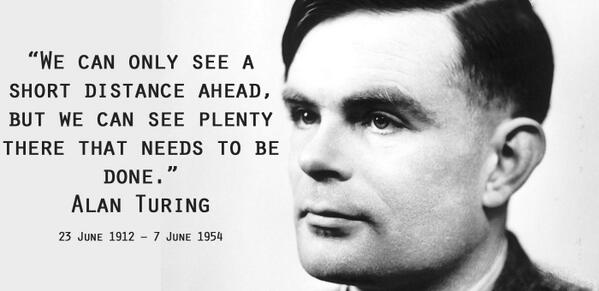 “WE CAN ONLY SEE A
SHORT DISTANCE AHEAD,
BUT WE CAN SEE PLENTY
THERE THAT NEEDS TO BE
DONE.”
ALAN TURING
23 JUNE 1912 – 7 JUNE 1954